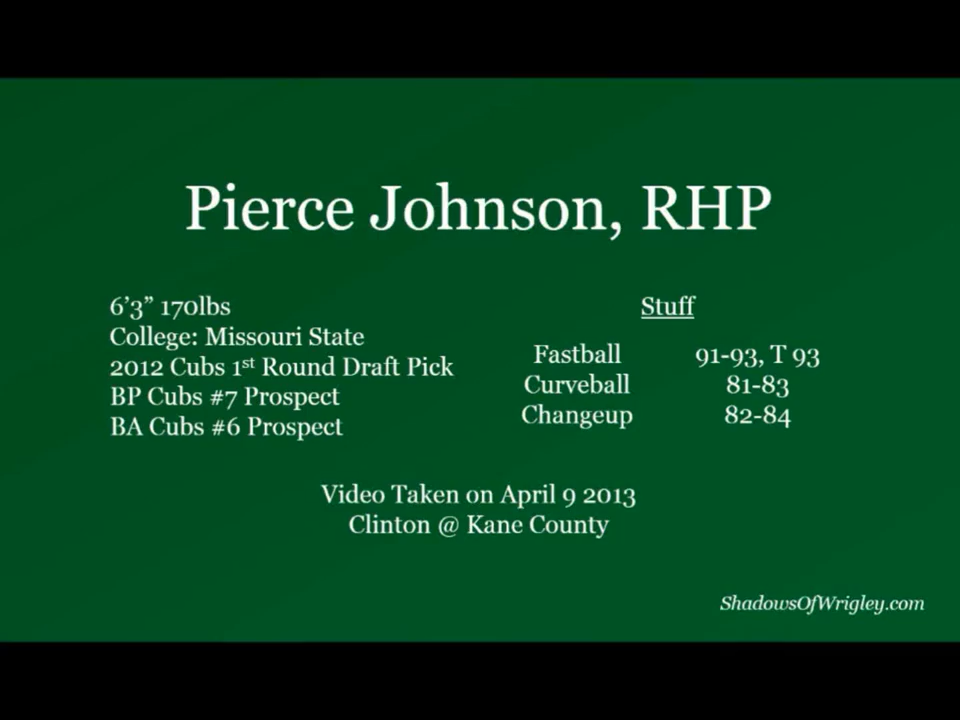 Pierce Johnson, RHP
6’3” 170lbs
College: Missouri State
2012 Cubs 1st Round Draft Pick
BP Cubs #7 Prospect
BA Cubs #6 Prospect
Stuff
Fastball 91-93, T 93
Curveball 81-83
Changeup 82-84
Video Taken on April 9 2013
Clinton @ Kane County
ShadowsOfWrigley.com